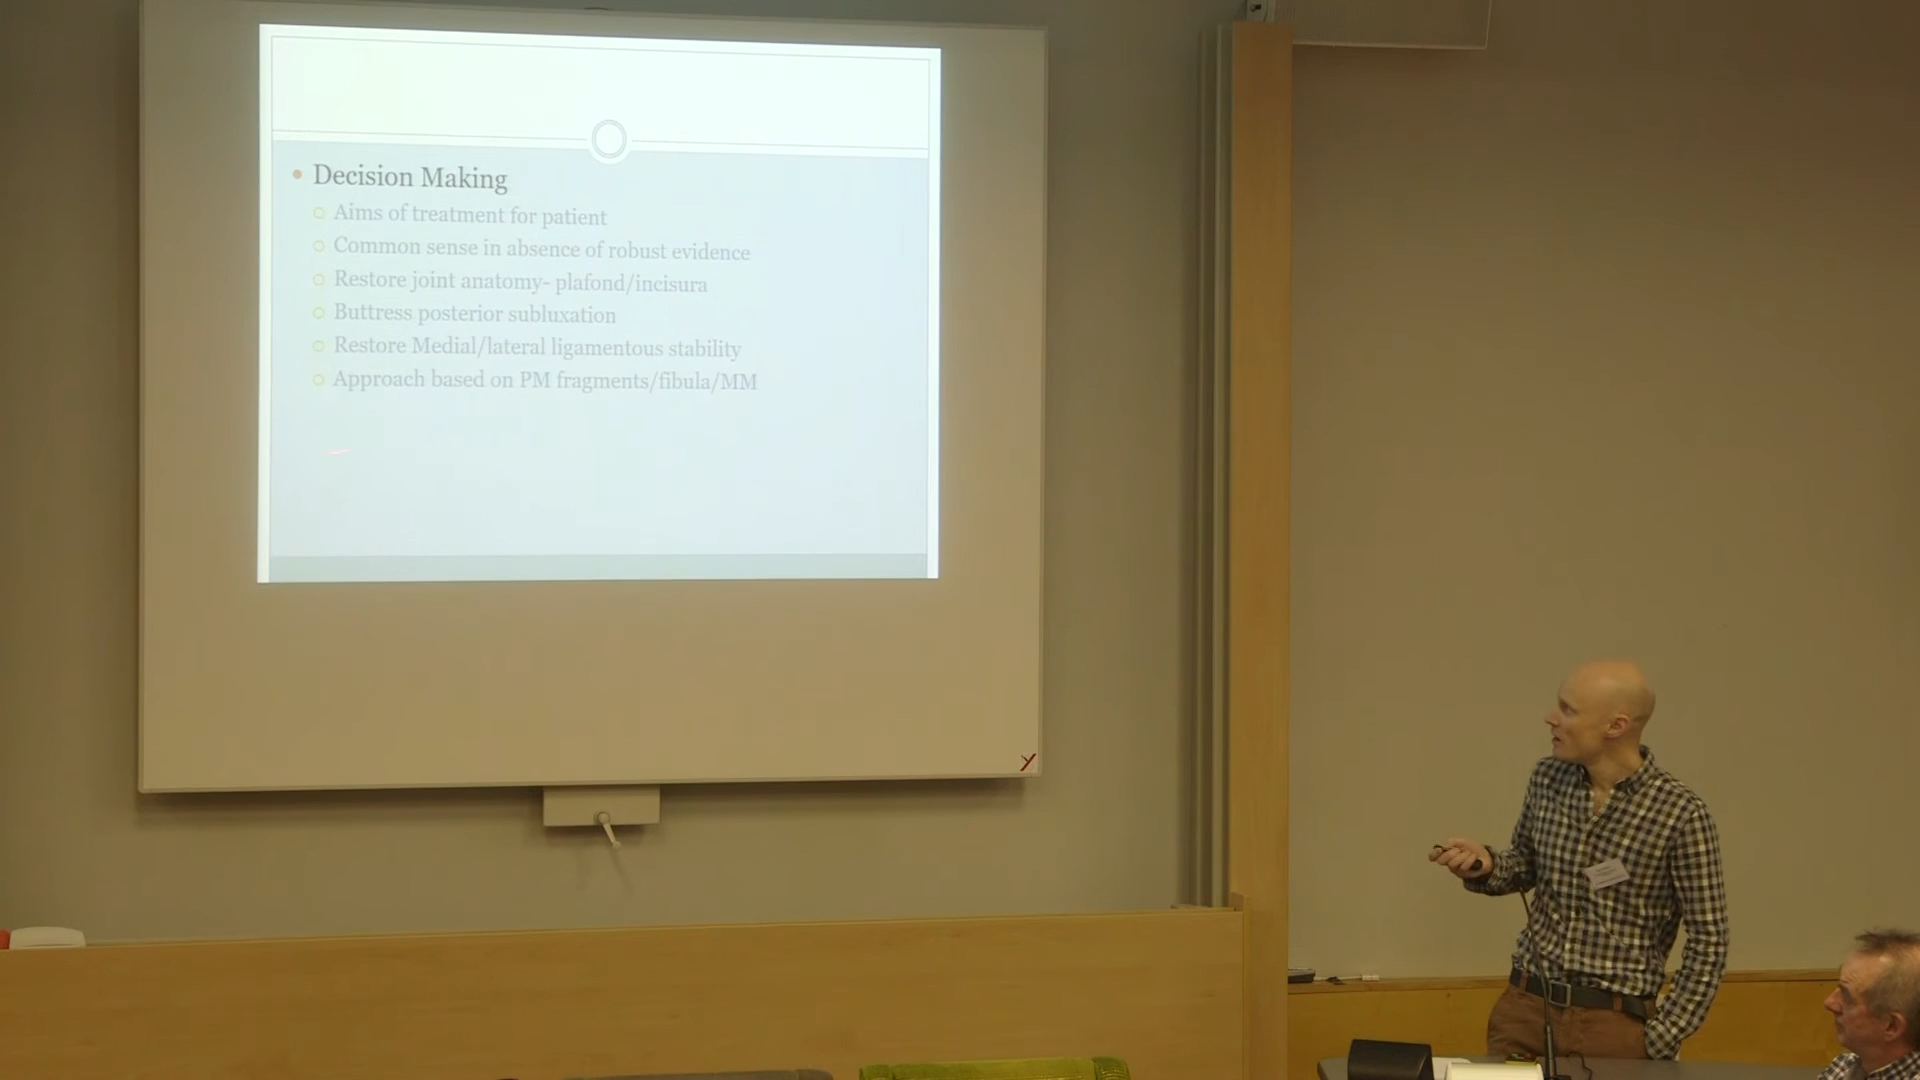 Decision Making
Aims of treatment for patient
Common sense in absence of robust evidence
Restore joint anatomy- plafond/incisura
Buttress posterior subluxation
Restore Medial/lateral ligamentous stability
Approach based on PM fragments/fibula/MM